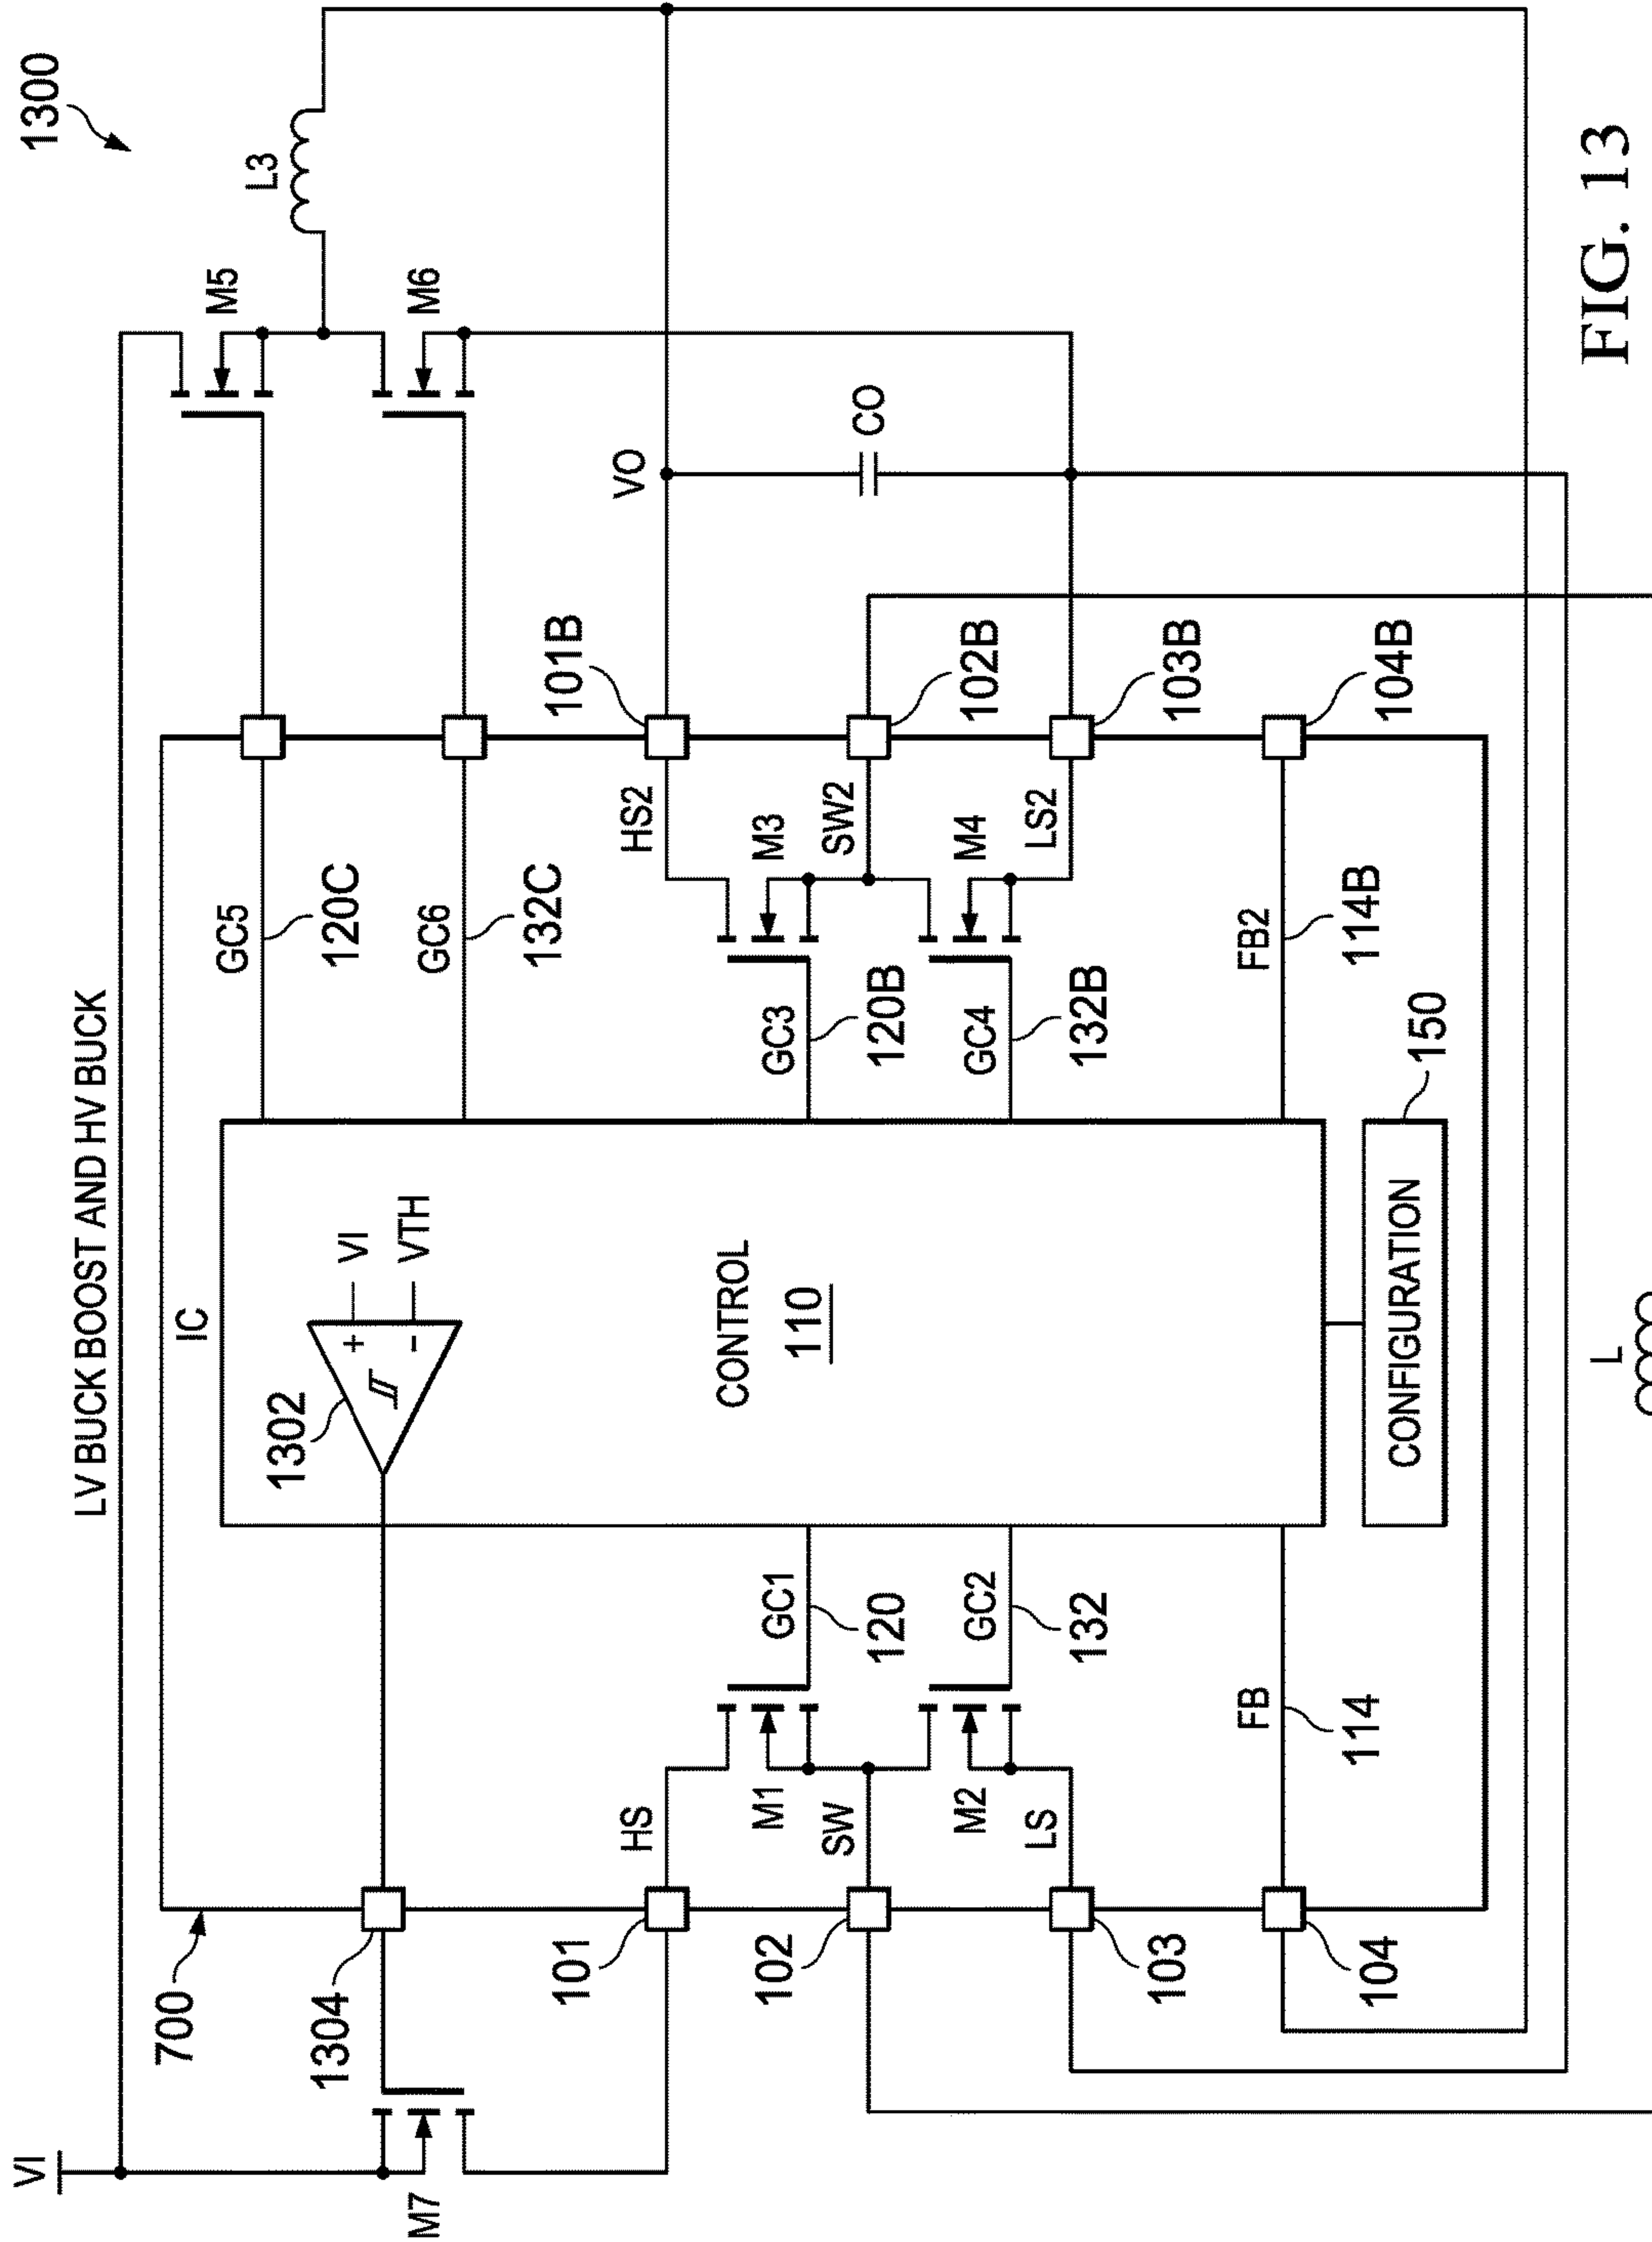 1300
LV BUCK BOOST AND HV BUCK
VI
M7
700
1304
IC
1302
+
-
VI
VTH
CONTROL
110
GC5
120C
GC6
132C
M5
M6
L3
101
HS
M1
GC1
120
102
SW
M2
GC2
132
103
LS
104
FB
114
GC3
120B
M3
HS2
101B
VO
CO
SW2
102B
GC4
132B
M4
LS2
103B
FB2
114B
104B
CONFIGURATION
150
L
FIG. 13